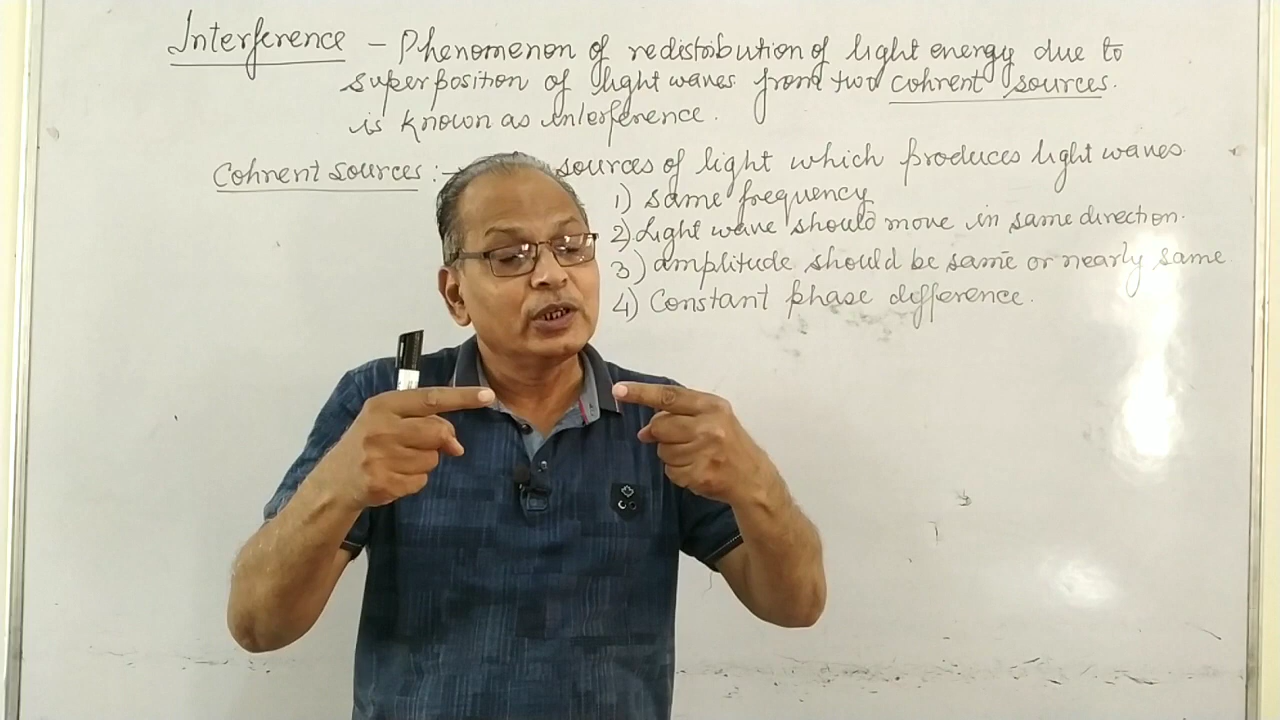 Interference - Phenomenon of redistribution of light energy due to
superposition of light waves from two cohrent sources.
is known as interference.
Cohrent sources :- sources of light which produces light waves
1) same frequency
2) Light wave should move in same direction.
3) amplitude should be same or nearly same
4) Constant phase difference.